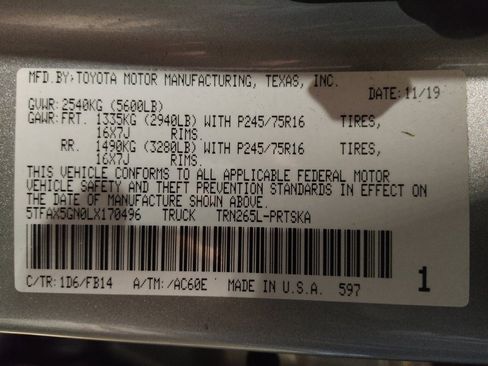 MFD.BY:TOYOTA MOTOR MANUFACTURING, TEXAS, INC.
DATE:11/19
GVWR:2540KG (5600LB)
GAWR:FRT. 1335KG (2940LB) WITH P245/75R16 TIRES,
16X7J RIMS.
RR. 1490KG (3280LB) WITH P245/75R16 TIRES,
16X7J RIMS.
THIS VEHICLE CONFORMS TO ALL APPLICABLE FEDERAL MOTOR
VEHICLE SAFETY AND THEFT PREVENTION STANDARDS IN EFFECT ON
THE DATE OF MANUFACTURE SHOWN ABOVE.
5TFAX5GN0LX170496 TRUCK TRN265L-PRTSKA
C/TR:1D6/FB14 A/TM:/AC60E MADE IN U.S.A. 597 1